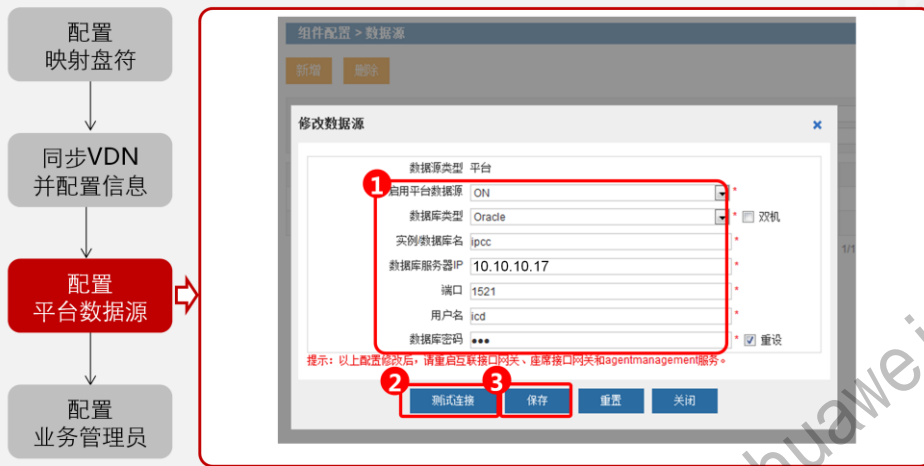 配置
映射盘符
同步VDN
并配置信息
配置
平台数据源
配置
业务管理员
组件配置 > 数据源
新增 删除
修改数据源 ×
数据源类型 平台
1
启用平台数据源 ON *
数据库类型 Oracle * 双机
实例/数据库名 ipcc *
1/1
数据库服务器IP 10.10.10.17 *
端口 1521 *
用户名 icd *
数据库密码 ●●● * 重设
提示：以上配置修改后，请重启互联接口网关、座席接口网关和agentmanagement服务。
2 3
测试连接 保存 重置 关闭
huawei